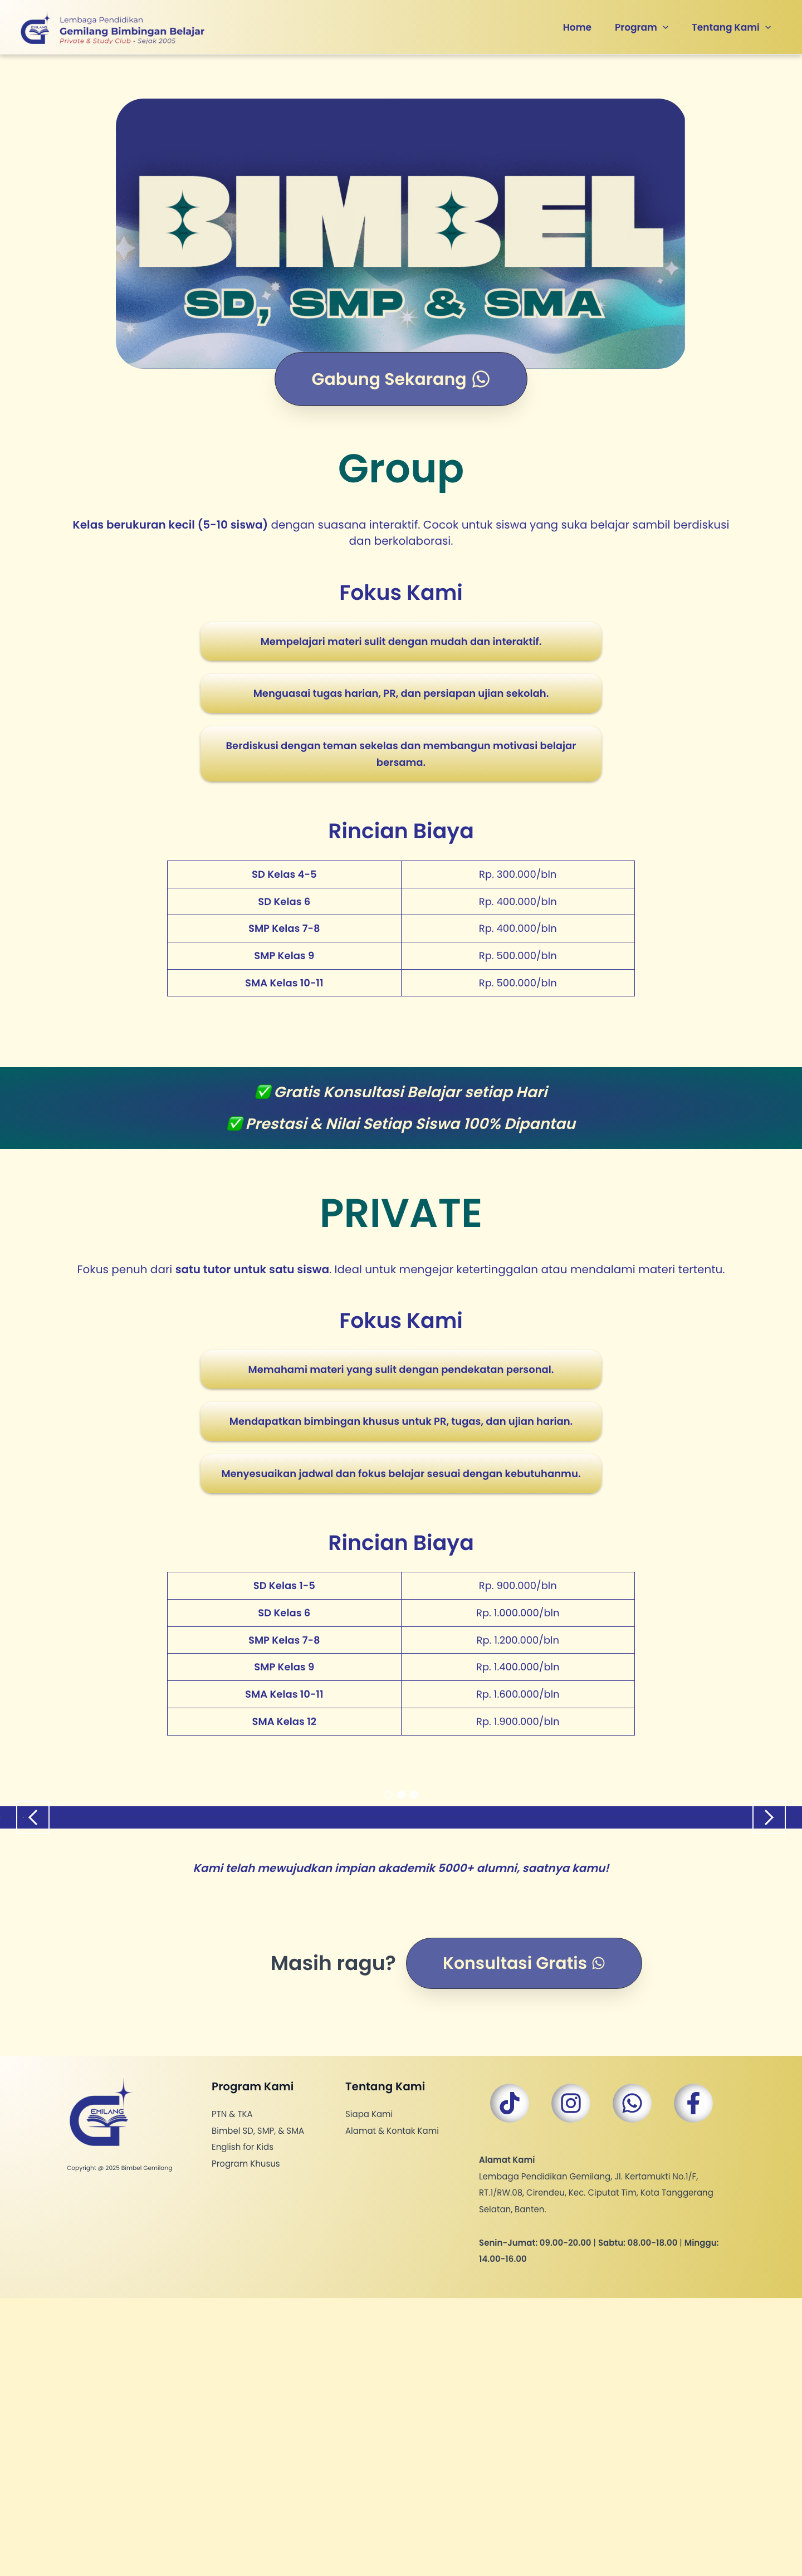 Lembaga Pendidikan
Gemilang Bimbingan Belajar
Private & Study Club - Sejak 2005
Home
Program
Tentang Kami
BIMBEL
SD, SMP & SMA
Gabung Sekarang
Group
Kelas berukuran kecil (5-10 siswa) dengan suasana interaktif. Cocok untuk siswa yang suka belajar sambil berdiskusi
dan berkolaborasi.
Fokus Kami
Mempelajari materi sulit dengan mudah dan interaktif.
Menguasai tugas harian, PR, dan persiapan ujian sekolah.
Berdiskusi dengan teman sekelas dan membangun motivasi belajar
bersama.
Rincian Biaya
SD Kelas 4-5 Rp. 300.000/bln
SD Kelas 6 Rp. 400.000/bln
SMP Kelas 7-8 Rp. 400.000/bln
SMP Kelas 9 Rp. 500.000/bln
SMA Kelas 10-11 Rp. 500.000/bln
✅ Gratis Konsultasi Belajar setiap Hari
✅ Prestasi & Nilai Setiap Siswa 100% Dipantau
PRIVATE
Fokus penuh dari satu tutor untuk satu siswa. Ideal untuk mengejar ketertinggalan atau mendalami materi tertentu.
Fokus Kami
Memahami materi yang sulit dengan pendekatan personal.
Mendapatkan bimbingan khusus untuk PR, tugas, dan ujian harian.
Menyesuaikan jadwal dan fokus belajar sesuai dengan kebutuhanmu.
Rincian Biaya
SD Kelas 1-5 Rp. 900.000/bln
SD Kelas 6 Rp. 1.000.000/bln
SMP Kelas 7-8 Rp. 1.200.000/bln
SMP Kelas 9 Rp. 1.400.000/bln
SMA Kelas 10-11 Rp. 1.600.000/bln
SMA Kelas 12 Rp. 1.900.000/bln
Kami telah mewujudkan impian akademik 5000+ alumni, saatnya kamu!
Masih ragu?
Konsultasi Gratis
EMILANG
Copyright @ 2025 Bimbel Gemilang
Program Kami
PTN & TKA
Bimbel SD, SMP, & SMA
English for Kids
Program Khusus
Tentang Kami
Siapa Kami
Alamat & Kontak Kami
Alamat Kami
Lembaga Pendidikan Gemilang, Jl. Kertamukti No.1/F,
RT.1/RW.08, Cirendeu, Kec. Ciputat Tim, Kota Tanggerang
Selatan, Banten.
Senin-Jumat: 09.00-20.00 | Sabtu: 08.00-18.00 | Minggu:
14.00-16.00